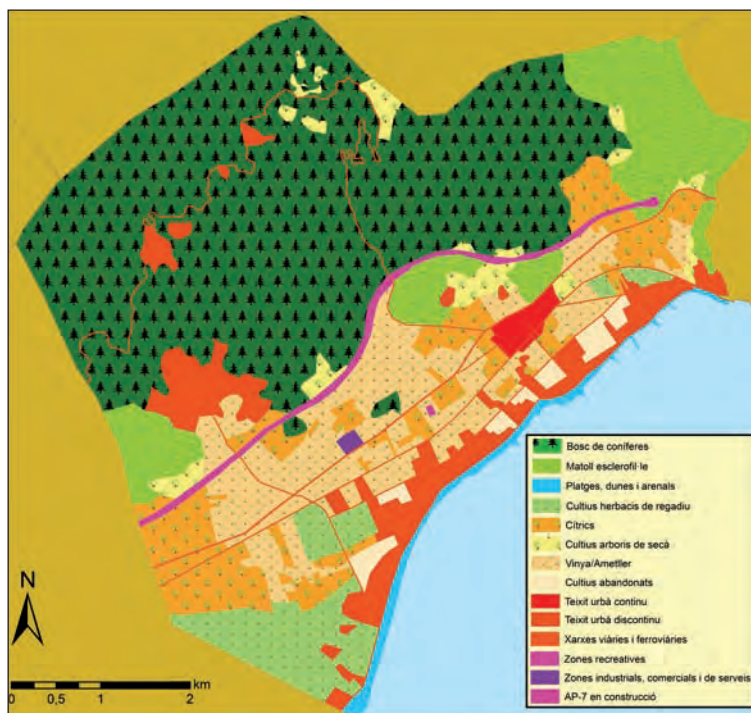 Bosc de coníferes
Matoll esclerofil·le
Platges, dunes i arenals
Cultius herbacis de regadiu
Cítrics
Cultius arboris de secà
Vinya/Ametller
Cultius abandonats
Teixit urbà continu
Teixit urbà discontinu
Xarxes viàries i ferroviàries
Zones recreatives
Zones industrials, comercials i de serveis
AP-7 en construcció
N
km
0 0,5 1 2